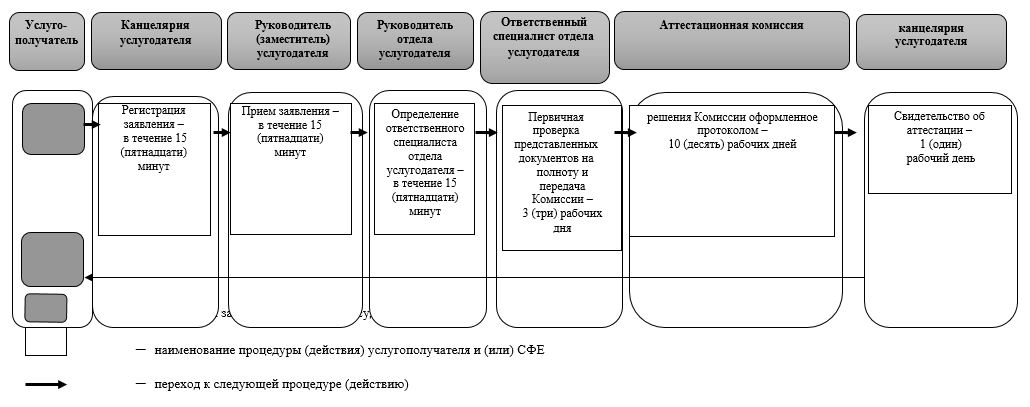 Услуго-
получатель
Канцелярия
услугодателя
Руководитель
(заместитель)
услугодателя
Руководитель
отдела
услугодателя
Ответственный
специалист отдела
услугодателя
Аттестационная комиссия
канцелярия
услугодателя
Регистрация
заявления –
в течение 15
(пятнадцати)
минут
Прием заявления –
в течение 15
(пятнадцати)
минут
Определение
ответственного
специалиста
отдела
услугодателя –
в течение 15
(пятнадцати)
минут
Первичная
проверка
представленных
документов на
полноту и
передача
Комиссии –
3 (три) рабочих
дня
решения Комиссии оформленное
протоколом –
10 (десять) рабочих дней
Свидетельство об
аттестации –
1 (один)
рабочий день
— наименование процедуры (действия) услугополучателя и (или) СФЕ
— переход к следующей процедуре (действию)